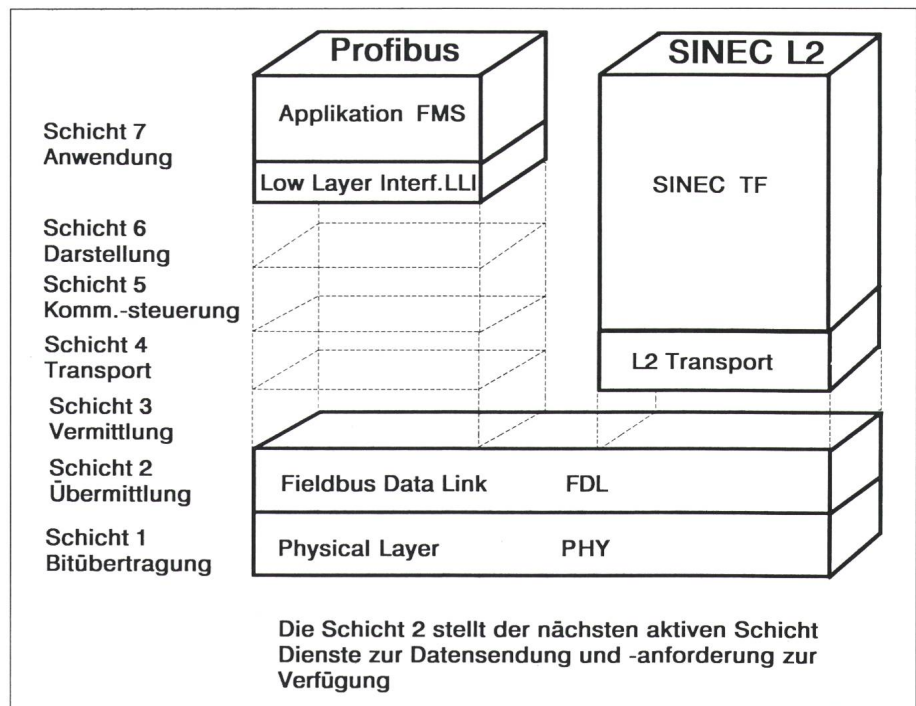 Profibus
SINEC L2
Schicht 7
Anwendung
Applikation FMS
Low Layer Interf.LLI
SINEC TF
Schicht 6
Darstellung
Schicht 5
Komm.-steuerung
Schicht 4
Transport
L2 Transport
Schicht 3
Vermittlung
Schicht 2
Übermittlung
Fieldbus Data Link FDL
Schicht 1
Bitübertragung
Physical Layer PHY
Die Schicht 2 stellt der nächsten aktiven Schicht
Dienste zur Datensendung und -anforderung zur
Verfügung